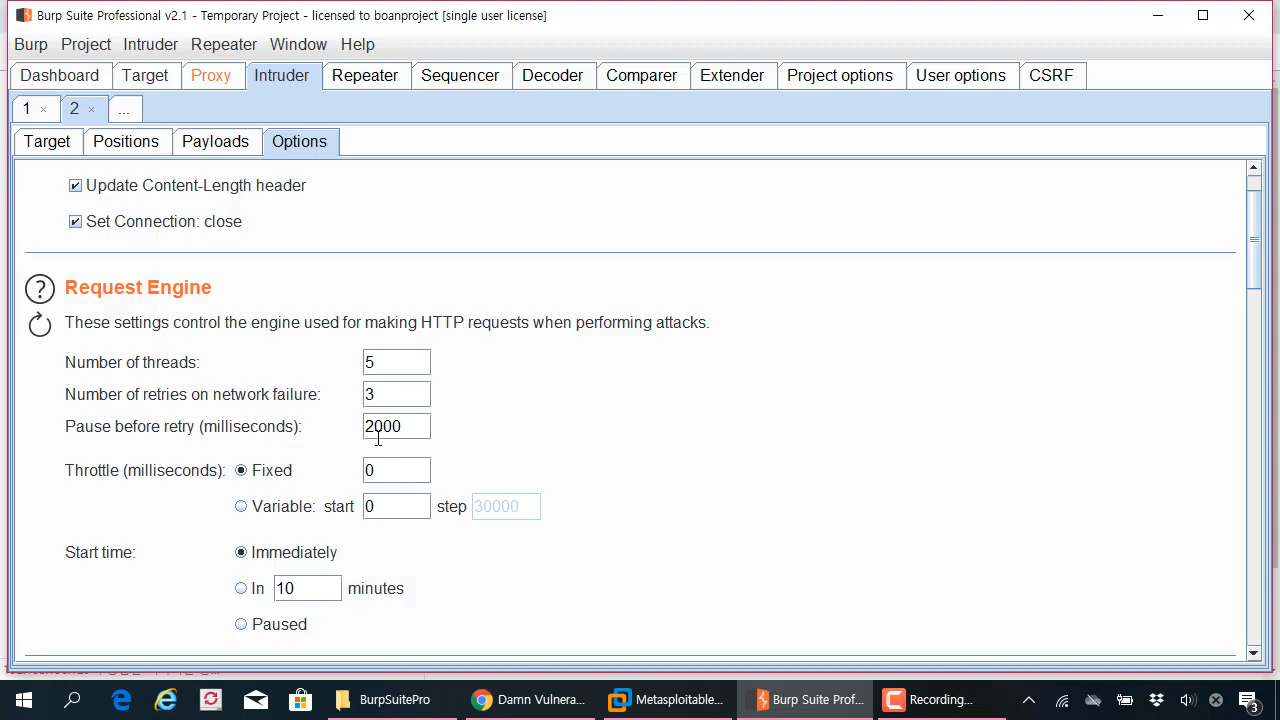 Burp Suite Professional v2.1 - Temporary Project - licensed to boanproject [single user license]
Burp Project Intruder Repeater Window Help
Dashboard Target Proxy Intruder Repeater Sequencer Decoder Comparer Extender Project options User options CSRF
1 × 2 × ...
Target Positions Payloads Options
Update Content-Length header
Set Connection: close
? Request Engine
These settings control the engine used for making HTTP requests when performing attacks.
Number of threads: 5
Number of retries on network failure: 3
Pause before retry (milliseconds): 2000
Throttle (milliseconds): Fixed 0
Variable: start 0 step 30000
Start time: Immediately
In 10 minutes
Paused
BurpSuitePro Damn Vulnera... Metasploitable... Burp Suite Prof... Recording... 3